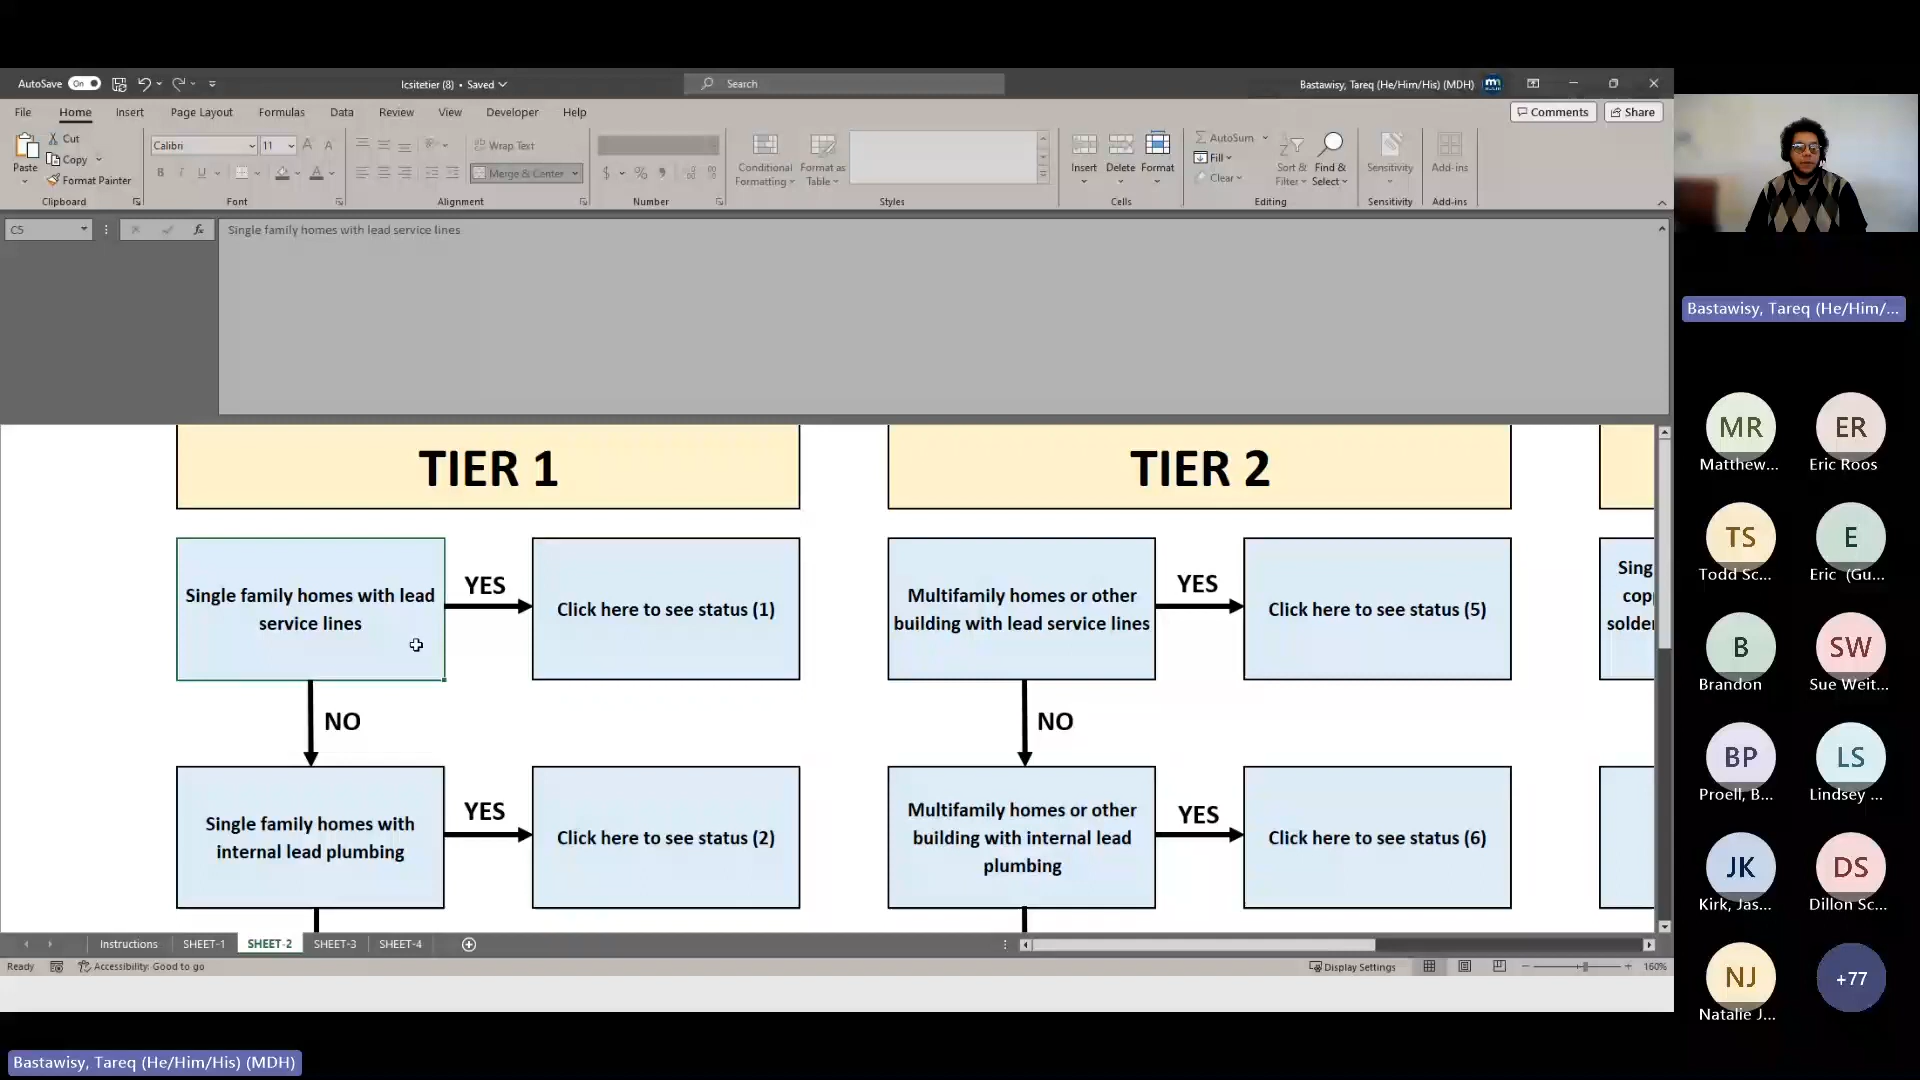 AutoSave On
lcsitetier (8) • Saved
Search
Bastawisy, Tareq (He/Him/His) (MDH)
File Home Insert Page Layout Formulas Data Review View Developer Help
Comments Share
Paste
Cut
Copy
Format Painter
Clipboard
Calibri 11
B I U
Font
Wrap Text
Merge & Center
Alignment
$ %
Number
Conditional Formatting
Format as Table
Styles
Insert Delete Format
Cells
AutoSum
Fill
Clear
Sort & Filter
Find & Select
Editing
Sensitivity
Sensitivity
Add-ins
Add-ins
C5
fx
Single family homes with lead service lines
TIER 1
TIER 2
Single family homes with lead
service lines
YES
Click here to see status (1)
Multifamily homes or other
building with lead service lines
YES
Click here to see status (5)
Sing
cop
solde
NO
NO
Single family homes with
internal lead plumbing
YES
Click here to see status (2)
Multifamily homes or other
building with internal lead
plumbing
YES
Click here to see status (6)
Instructions SHEET-1 SHEET-2 SHEET-3 SHEET-4
Ready
Accessibility: Good to go
Display Settings
160%
Bastawisy, Tareq (He/Him/...
MR
Matthew...
ER
Eric Roos
TS
Todd Sc...
E
Eric (Gu...
B
Brandon
SW
Sue Weit...
BP
Proell, B...
LS
Lindsey ...
JK
Kirk, Jas...
DS
Dillon Sc...
NJ
Natalie J...
+77
Bastawisy, Tareq (He/Him/His) (MDH)